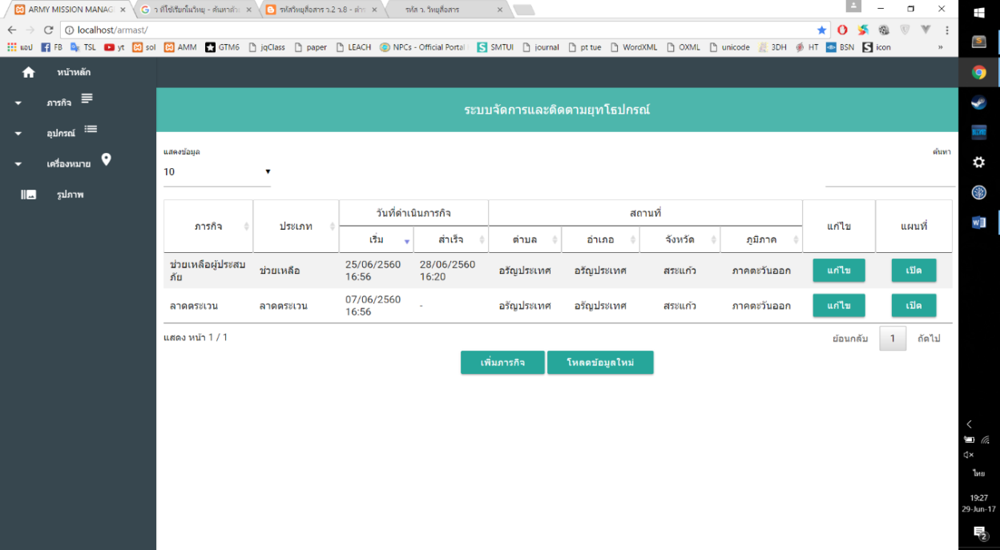 ARMY MISSION MANAG
ว ที่ใช้เรียกในวิทยุ - ค้นหาด้วย
รหัสวิทยุสื่อสาร ว.2 ว.8 - ตำร
รหัส ว. วิทยุสื่อสาร
localhost/armast/
แอป FB TSL yt sol AMM GTM6 jqClass paper LEACH NPCs - Official Portal SMTUI journal pt tue WordXML OXML unicode 3DH HT BSN icon »
หน้าหลัก
ภารกิจ
อุปกรณ์
เครื่องหมาย
รูปภาพ
ระบบจัดการและติดตามยุทโธปกรณ์
แสดงข้อมูล
ค้นหา
10
ภารกิจ ประเภท วันที่ดำเนินภารกิจ สถานที่ แก้ไข แผนที่
เริ่ม สำเร็จ ตำบล อำเภอ จังหวัด ภูมิภาค
ช่วยเหลือผู้ประสบภัย ช่วยเหลือ 25/06/2560 16:56 28/06/2560 16:20 อรัญประเทศ อรัญประเทศ สระแก้ว ภาคตะวันออก แก้ไข เปิด
ลาดตระเวน ลาดตระเวน 07/06/2560 16:56 - อรัญประเทศ อรัญประเทศ สระแก้ว ภาคตะวันออก แก้ไข เปิด
แสดง หน้า 1 / 1
ย้อนกลับ 1 ถัดไป
เพิ่มภารกิจ โหลดข้อมูลใหม่
ไทย
19:27
29-Jun-17
2